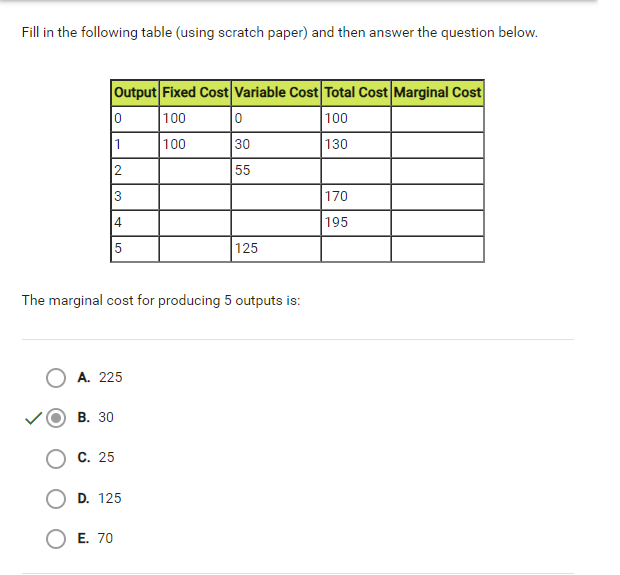 Fill in the following table (using scratch paper) and then answer the question below.
Output Fixed Cost Variable Cost Total Cost Marginal Cost
0 100 0 100
1 100 30 130
2 55
3 170
4 195
5 125
The marginal cost for producing 5 outputs is:
A. 225
B. 30
C. 25
D. 125
E. 70